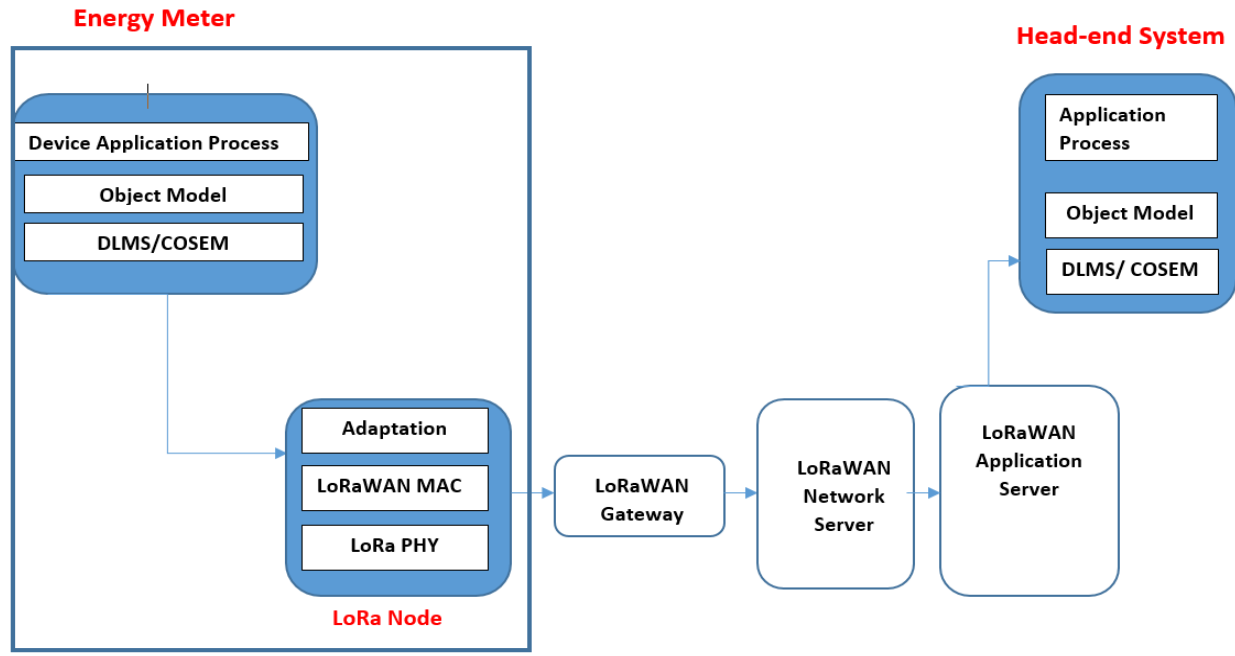 Energy Meter
Device Application Process
Object Model
DLMS/COSEM
Adaptation
LoRaWAN MAC
LoRa PHY
LoRa Node
LoRaWAN
Gateway
LoRaWAN
Network
Server
LoRaWAN
Application
Server
Head-end System
Application
Process
Object Model
DLMS/ COSEM